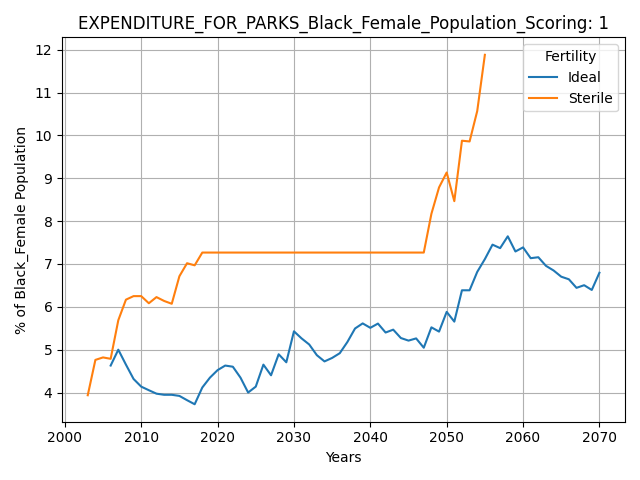 EXPENDITURE_FOR_PARKS_Black_Female_Population_Scoring: 1
Fertility
Ideal
Sterile
% of Black_Female Population
12
11
10
9
8
7
6
5
4
2000 2010 2020 2030 2040 2050 2060 2070
Years